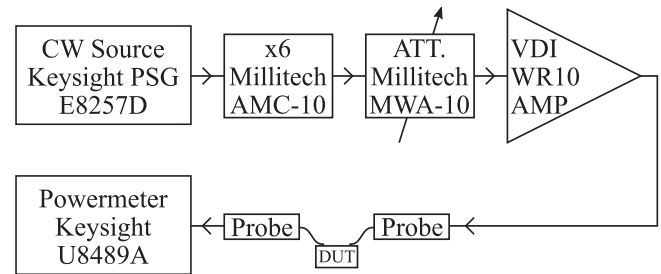 CW Source
Keysight PSG
E8257D
x6
Millitech
AMC-10
ATT.
Millitech
MWA-10
VDI
WR10
AMP
Powermeter
Keysight
U8489A
Probe
DUT
Probe